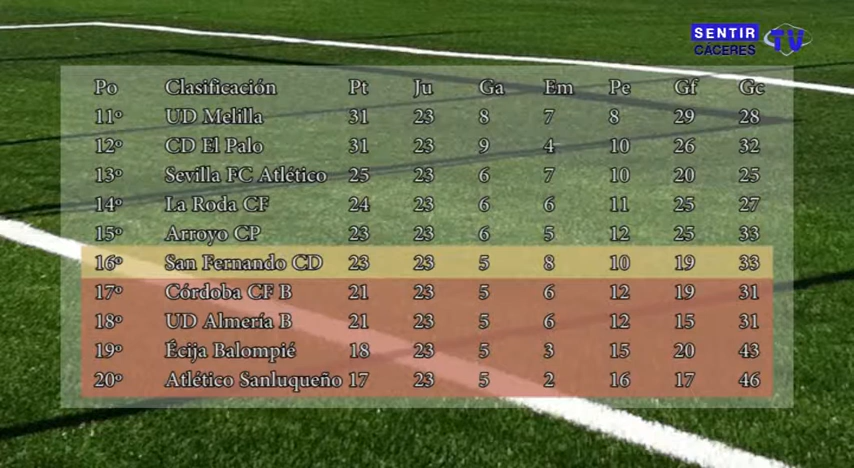 SENTIR
CÁCERES TV
Po Clasificación Pt Ju Ga Em Pe Gf Gc
11º UD Melilla 31 23 8 7 8 29 28
12º CD El Palo 31 23 9 4 10 26 32
13º Sevilla FC Atlético 25 23 6 7 10 20 25
14º La Roda CF 24 23 6 6 11 25 27
15º Arroyo CP 23 23 6 5 12 25 33
16º San Fernando CD 23 23 5 8 10 19 33
17º Córdoba CF B 21 23 5 6 12 19 31
18º UD Almería B 21 23 5 6 12 15 31
19º Écija Balompié 18 23 5 3 15 20 43
20º Atlético Sanluqueño 17 23 5 2 16 17 46